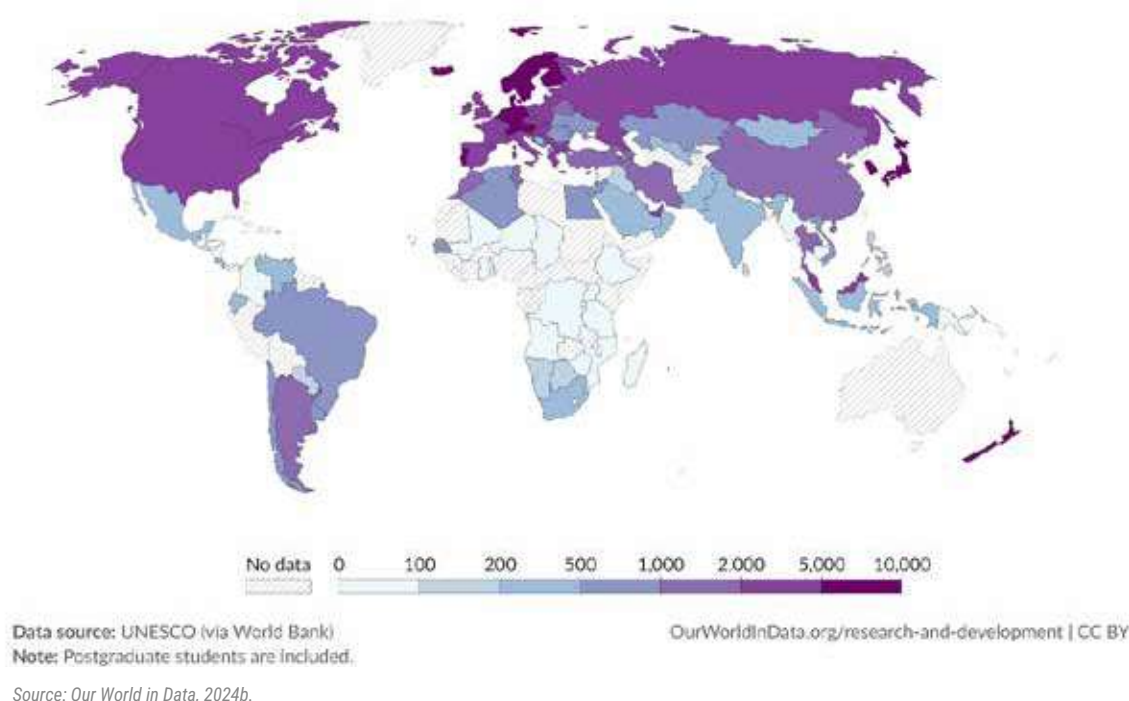 No data 0 100 200 500 1,000 2,000 5,000 10,000
Data source: UNESCO (via World Bank)
OurWorldInData.org/research-and-development | CC BY
Note: Postgraduate students are included.
Source: Our World in Data, 2024b.